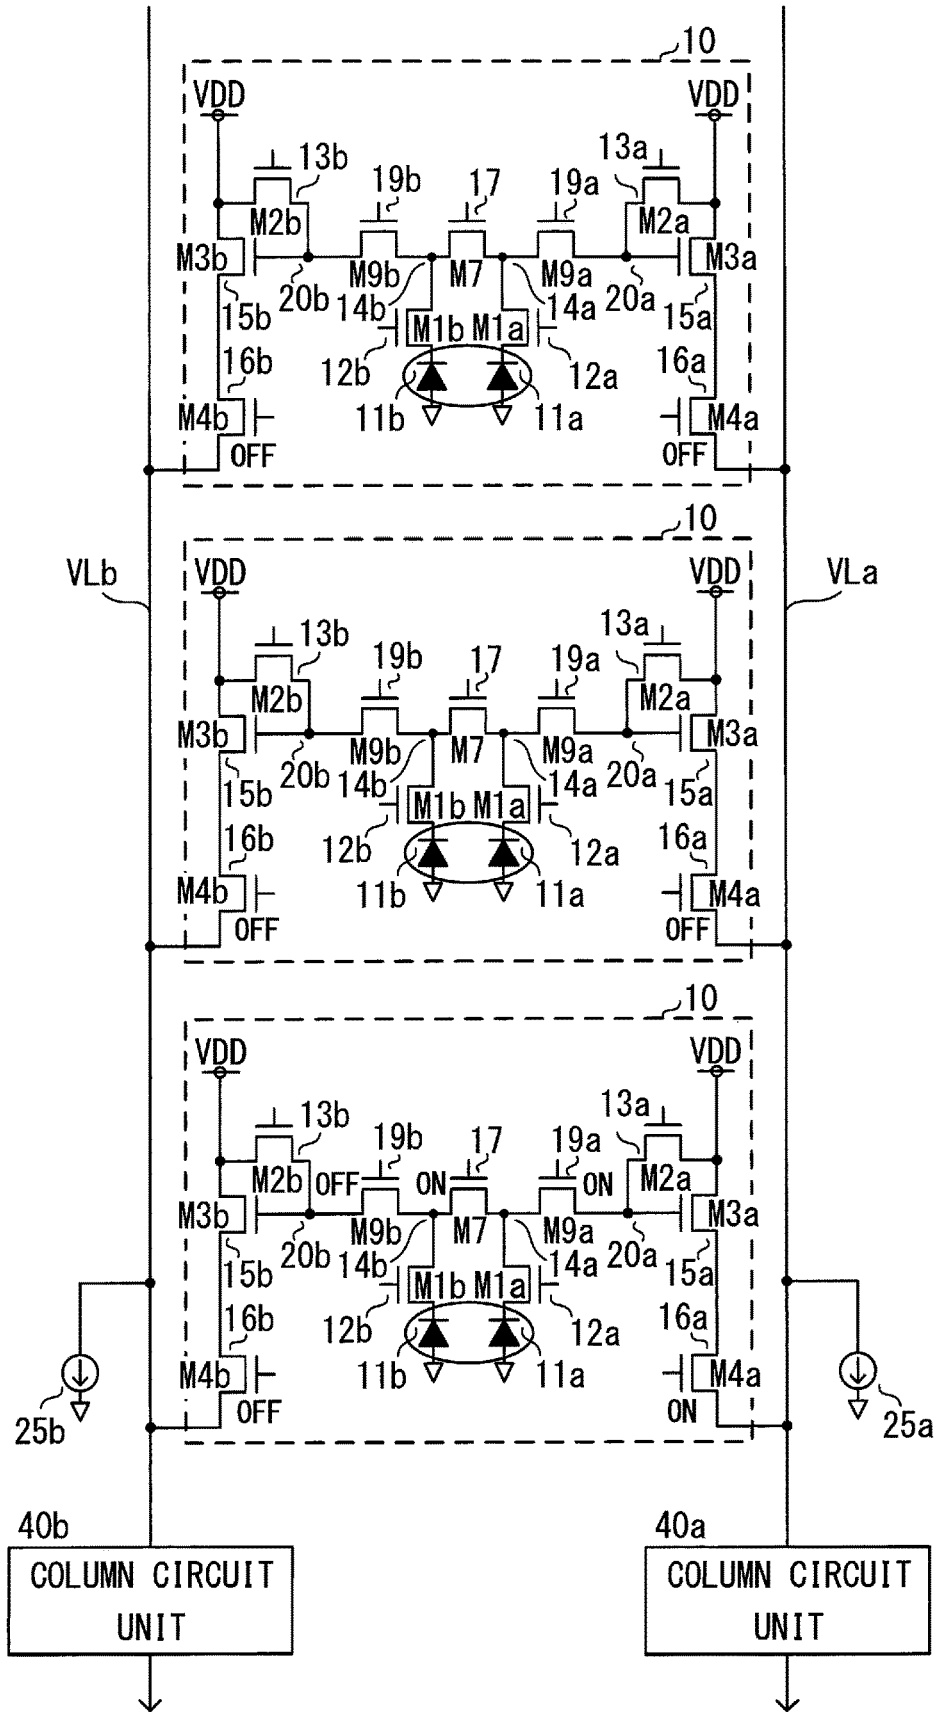 10
VDD VDD
13b 13a
19b 17 19a
M2b M2a
M3b M9b M7 M9a M3a
20b 14b 14a 20a
15b M1b M1a 15a
16b 12b 12a 16a
M4b 11b 11a M4a
OFF OFF
10
VLb VLa
VDD VDD
13b 13a
19b 17 19a
M2b M2a
M3b M9b M7 M9a M3a
20b 14b 14a 20a
15b M1b M1a 15a
16b 12b 12a 16a
M4b 11b 11a M4a
OFF OFF
10
VDD VDD
13b 13a
19b 17 19a
M2b OFF ON ON M2a
M3b M9b M7 M9a M3a
20b 14b 14a 20a
15b M1b M1a 15a
16b 12b 12a 16a
M4b 11b 11a M4a
OFF ON
25b 25a
40b 40a
COLUMN CIRCUIT
UNIT
COLUMN CIRCUIT
UNIT